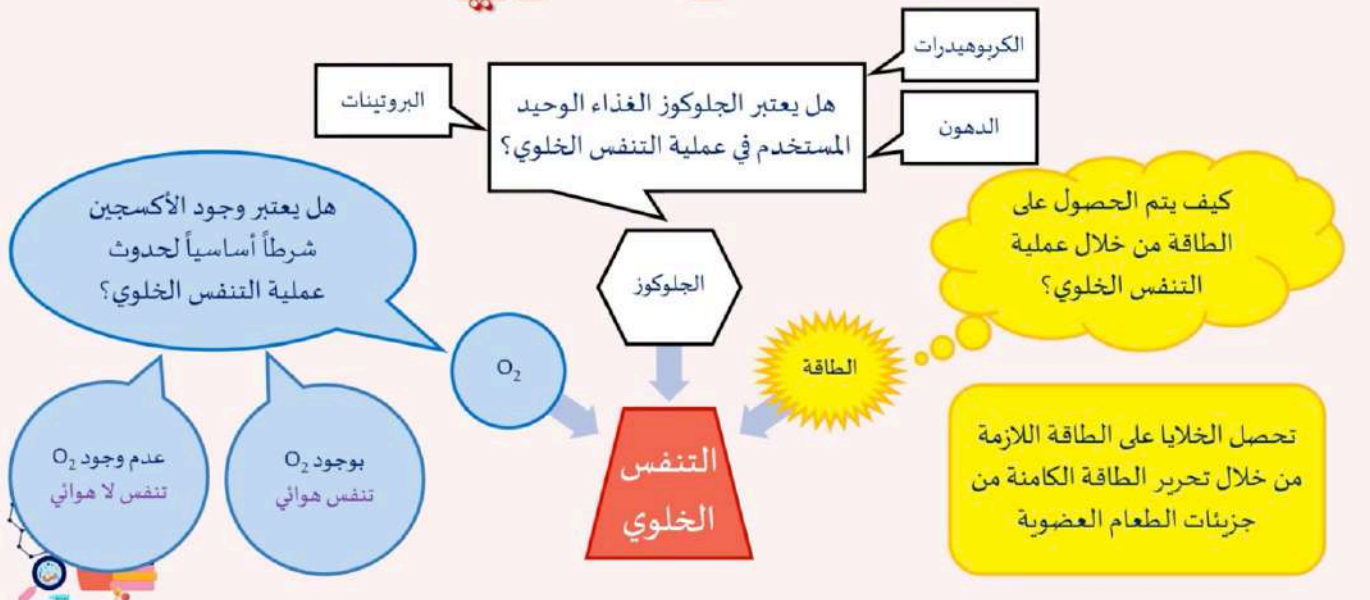 الكربوهيدرات
هل يعتبر الجلوكوز الغذاء الوحيد
المستخدم في عملية التنفس الخلوي؟
البروتينات
الدهون
كيف يتم الحصول على
الطاقة من خلال عملية
التنفس الخلوي؟
هل يعتبر وجود الأكسجين
شرطاً أساسياً لحدوث
عملية التنفس الخلوي؟
الجلوكوز
الطاقة
O₂
تحصل الخلايا على الطاقة اللازمة
من خلال تحرير الطاقة الكامنة من
جزيئات الطعام العضوية
التنفس
الخلوي
بوجود O₂
تنفس هوائي
عدم وجود O₂
تنفس لا هوائي